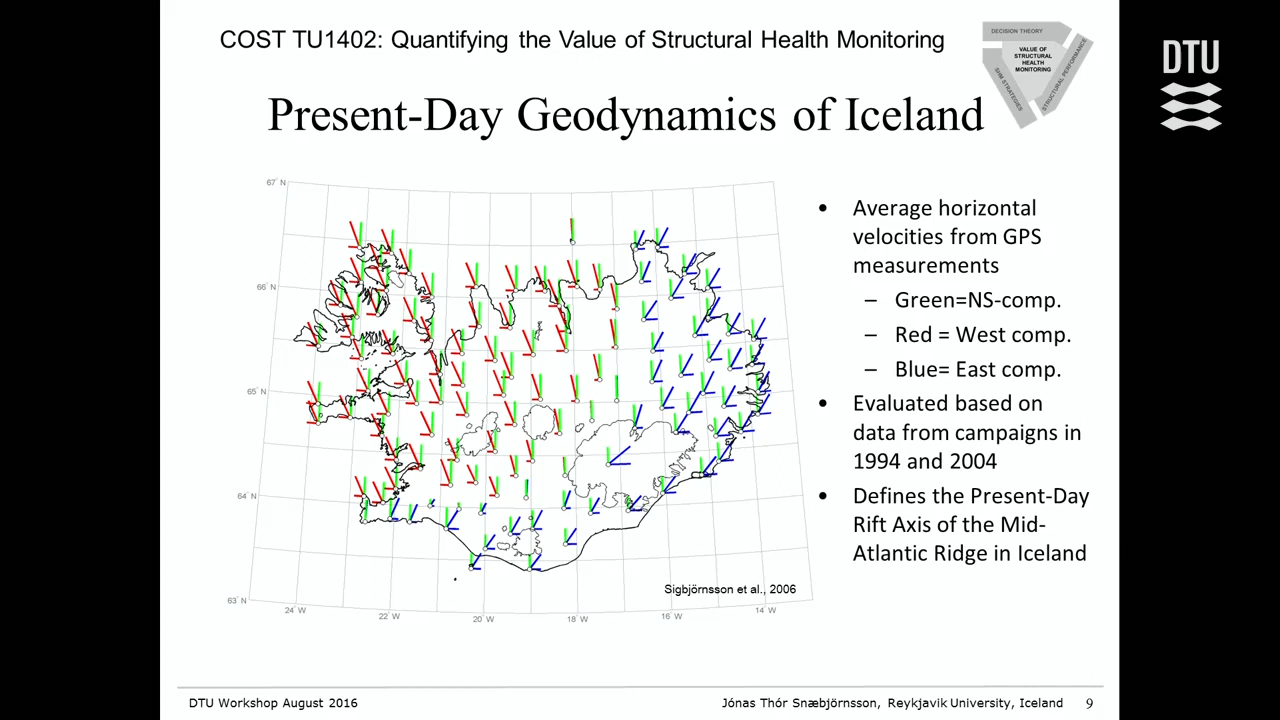 COST TU1402: Quantifying the Value of Structural Health Monitoring
DECISION THEORY
VALUE OF
STRUCTURAL
HEALTH
MONITORING
SHM STRATEGIES
STRUCTURAL PERFORMANCE
DTU
Present-Day Geodynamics of Iceland
67° N
66° N
65° N
64° N
63° N
24° W
22° W
20° W
18° W
16° W
14° W
Sigbjörnsson et al., 2006
• Average horizontal
velocities from GPS
measurements
– Green=NS-comp.
– Red = West comp.
– Blue= East comp.
• Evaluated based on
data from campaigns in
1994 and 2004
• Defines the Present-Day
Rift Axis of the Mid-
Atlantic Ridge in Iceland
DTU Workshop August 2016
Jónas Thór Snæbjörnsson, Reykjavik University, Iceland
9